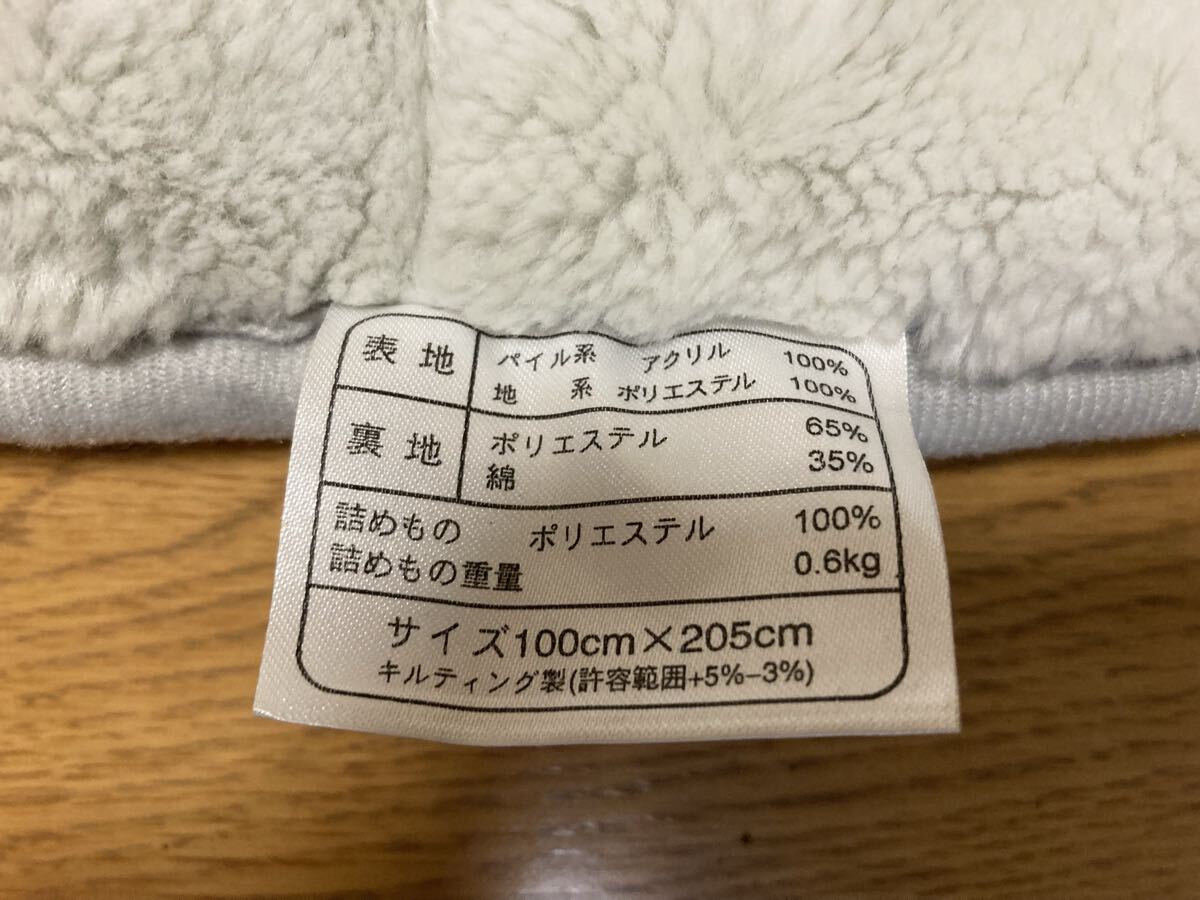 表地 パイル糸 アクリル 100%
地 糸 ポリエステル 100%
裏地 ポリエステル 65%
綿 35%
詰めもの ポリエステル 100%
詰めもの重量 0.6kg
サイズ100cm×205cm
キルティング製(許容範囲+5%−3%)